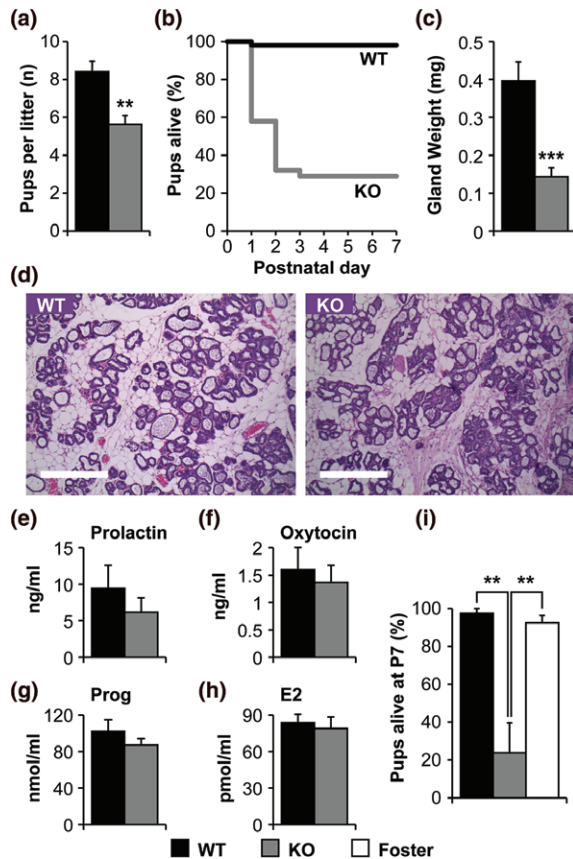 (a)
Pups per litter (n)
10
8
6
4
2
0
**
(b)
Pups alive (%)
100
60
20
0
WT
KO
0 1 2 3 4 5 6 7
Postnatal day
(c)
Gland Weight (mg)
0.5
0.4
0.3
0.2
0.1
0
***
(d)
WT
KO
(e)
Prolactin
ng/ml
15
10
5
0
(f)
Oxytocin
ng/ml
2
1.5
1
0.5
0
(g)
Prog
nmol/ml
120
80
40
0
(h)
E2
pmol/ml
90
60
30
0
(i)
Pups alive at P7 (%)
100
80
60
40
20
0
** **
WT KO Foster